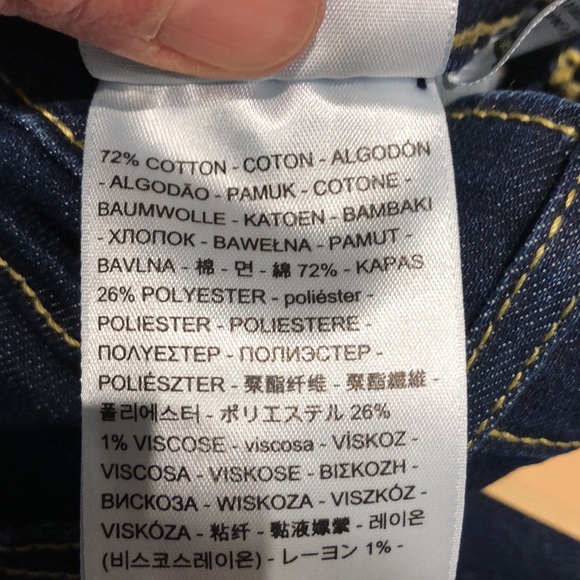 72% COTTON - COTON - ALGODÓN
- ALGODÃO - PAMUK - COTONE -
BAUMWOLLE - KATOEN - BAMBAKI
- ХЛОПОК - BAWEŁNA - PAMUT -
BAVLNA - 棉 - 면 - 綿 72% - KAPAS
26% POLYESTER - poliéster -
POLIESTER - POLIESTERE -
ΠΟΛΥΕΣΤΕΡ - ПОЛИЭСТЕР -
POLIÉSZTER - 聚酯纤维 - 聚酯纖維 -
폴리에스터 - ポリエステル 26%
1% VISCOSE - viscosa - VİSKOZ -
VISCOSA - VISKOSE - ΒΙΣΚΟΖΗ -
ВИСКОЗА - WISKOZA - VISZKÓZ -
VISKÓZA - 粘纤 - 黏液嫘縈 - 레이온
(비스코스레이온) - レーヨン 1% -